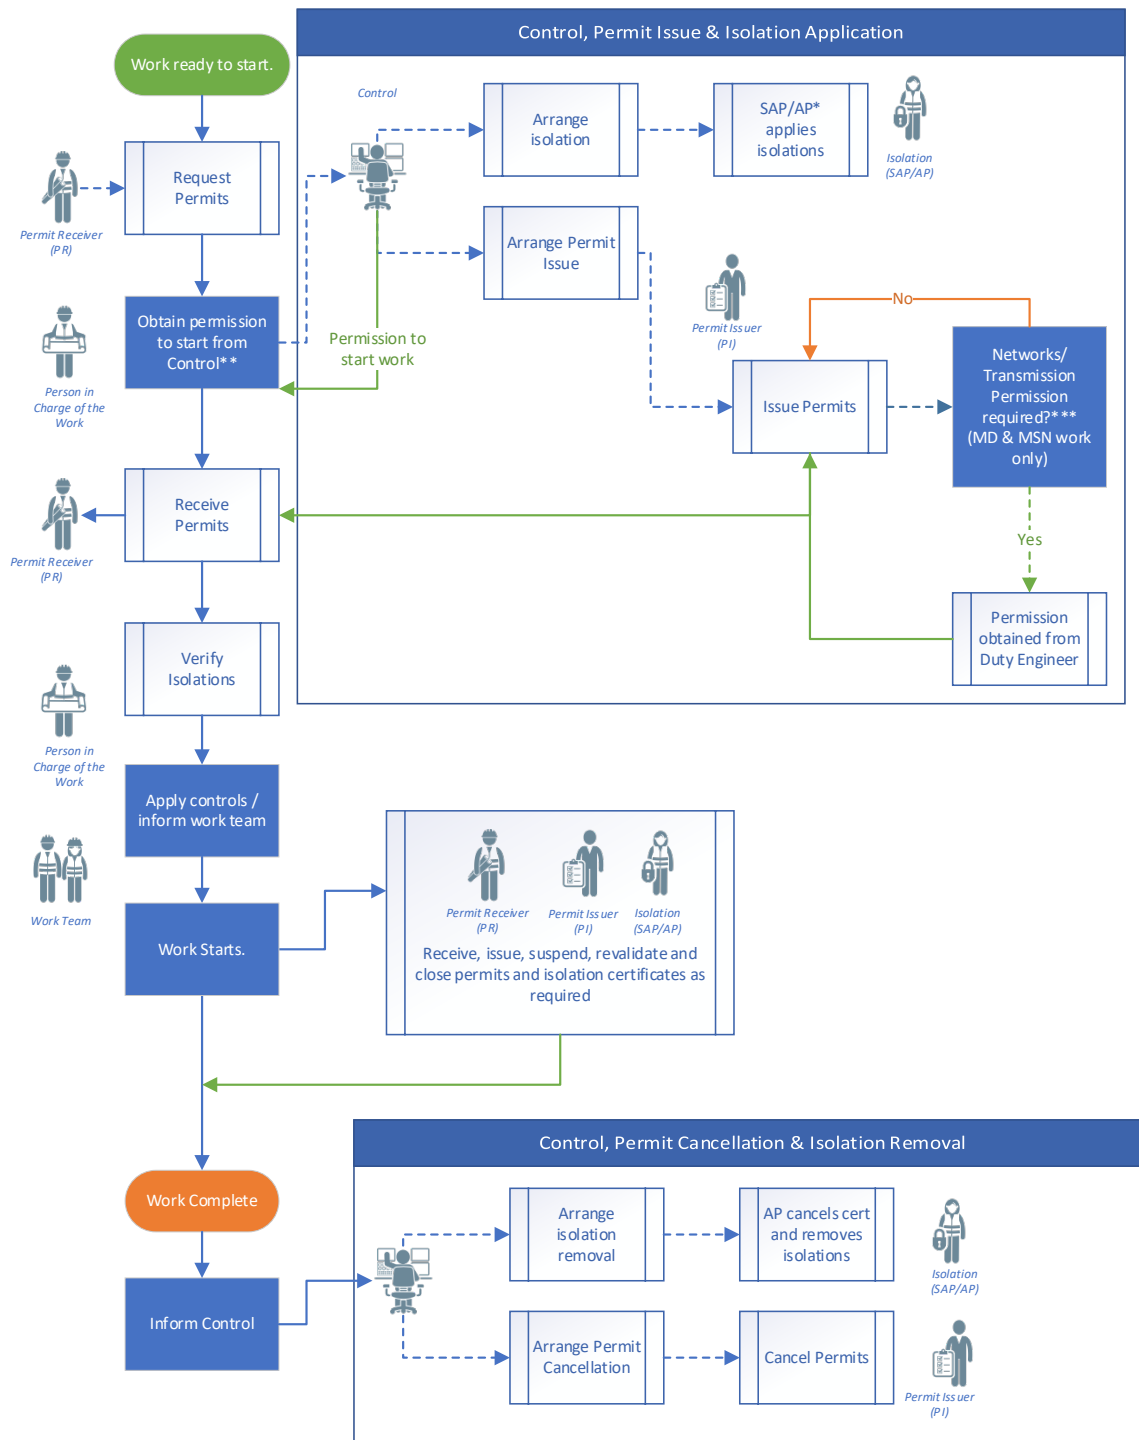 Control, Permit Issue & Isolation Application
Work ready to start.
Control
Arrange
isolation
SAP/AP*
applies
isolations
Isolation
(SAP/AP)
Request
Permits
Permit Receiver
(PR)
Arrange Permit
Issue
Permit Issuer
(PI)
Obtain permission
to start from
Control**
Person in
Charge of the
Work
Permission to
start work
No
Issue Permits
Networks/
Transmission
Permission
required?***
(MD & MSN work
only)
Receive
Permits
Permit Receiver
(PR)
Yes
Permission
obtained from
Duty Engineer
Verify
Isolations
Person in
Charge of the
Work
Apply controls /
inform work team
Work Team
Work Starts.
Permit Receiver
(PR)
Permit Issuer
(PI)
Isolation
(SAP/AP)
Receive, issue, suspend, revalidate and
close permits and isolation certificates as
required
Control, Permit Cancellation & Isolation Removal
Work Complete
Arrange
isolation
removal
AP cancels cert
and removes
isolations
Isolation
(SAP/AP)
Inform Control
Arrange Permit
Cancellation
Cancel Permits
Permit Issuer
(PI)